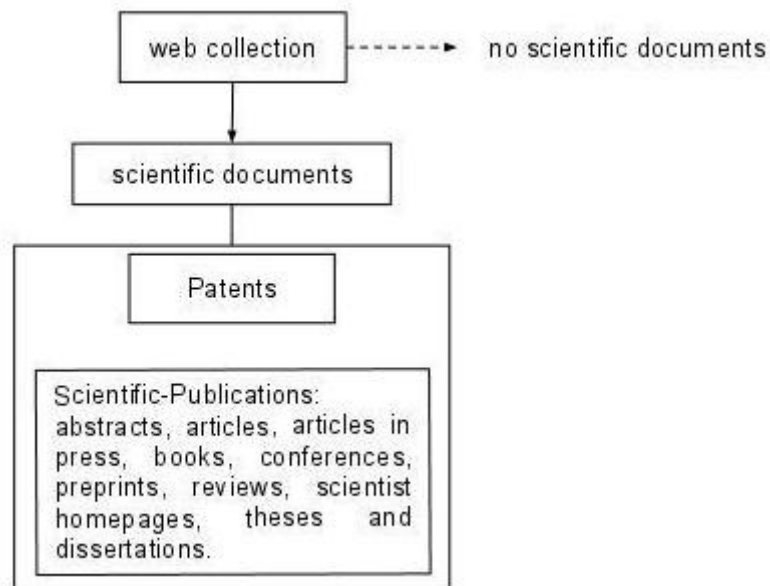 web collection
no scientific documents
scientific documents
Patents
Scientific-Publications:
abstracts, articles, articles in
press, books, conferences,
preprints, reviews, scientist
homepages, theses and
dissertations.